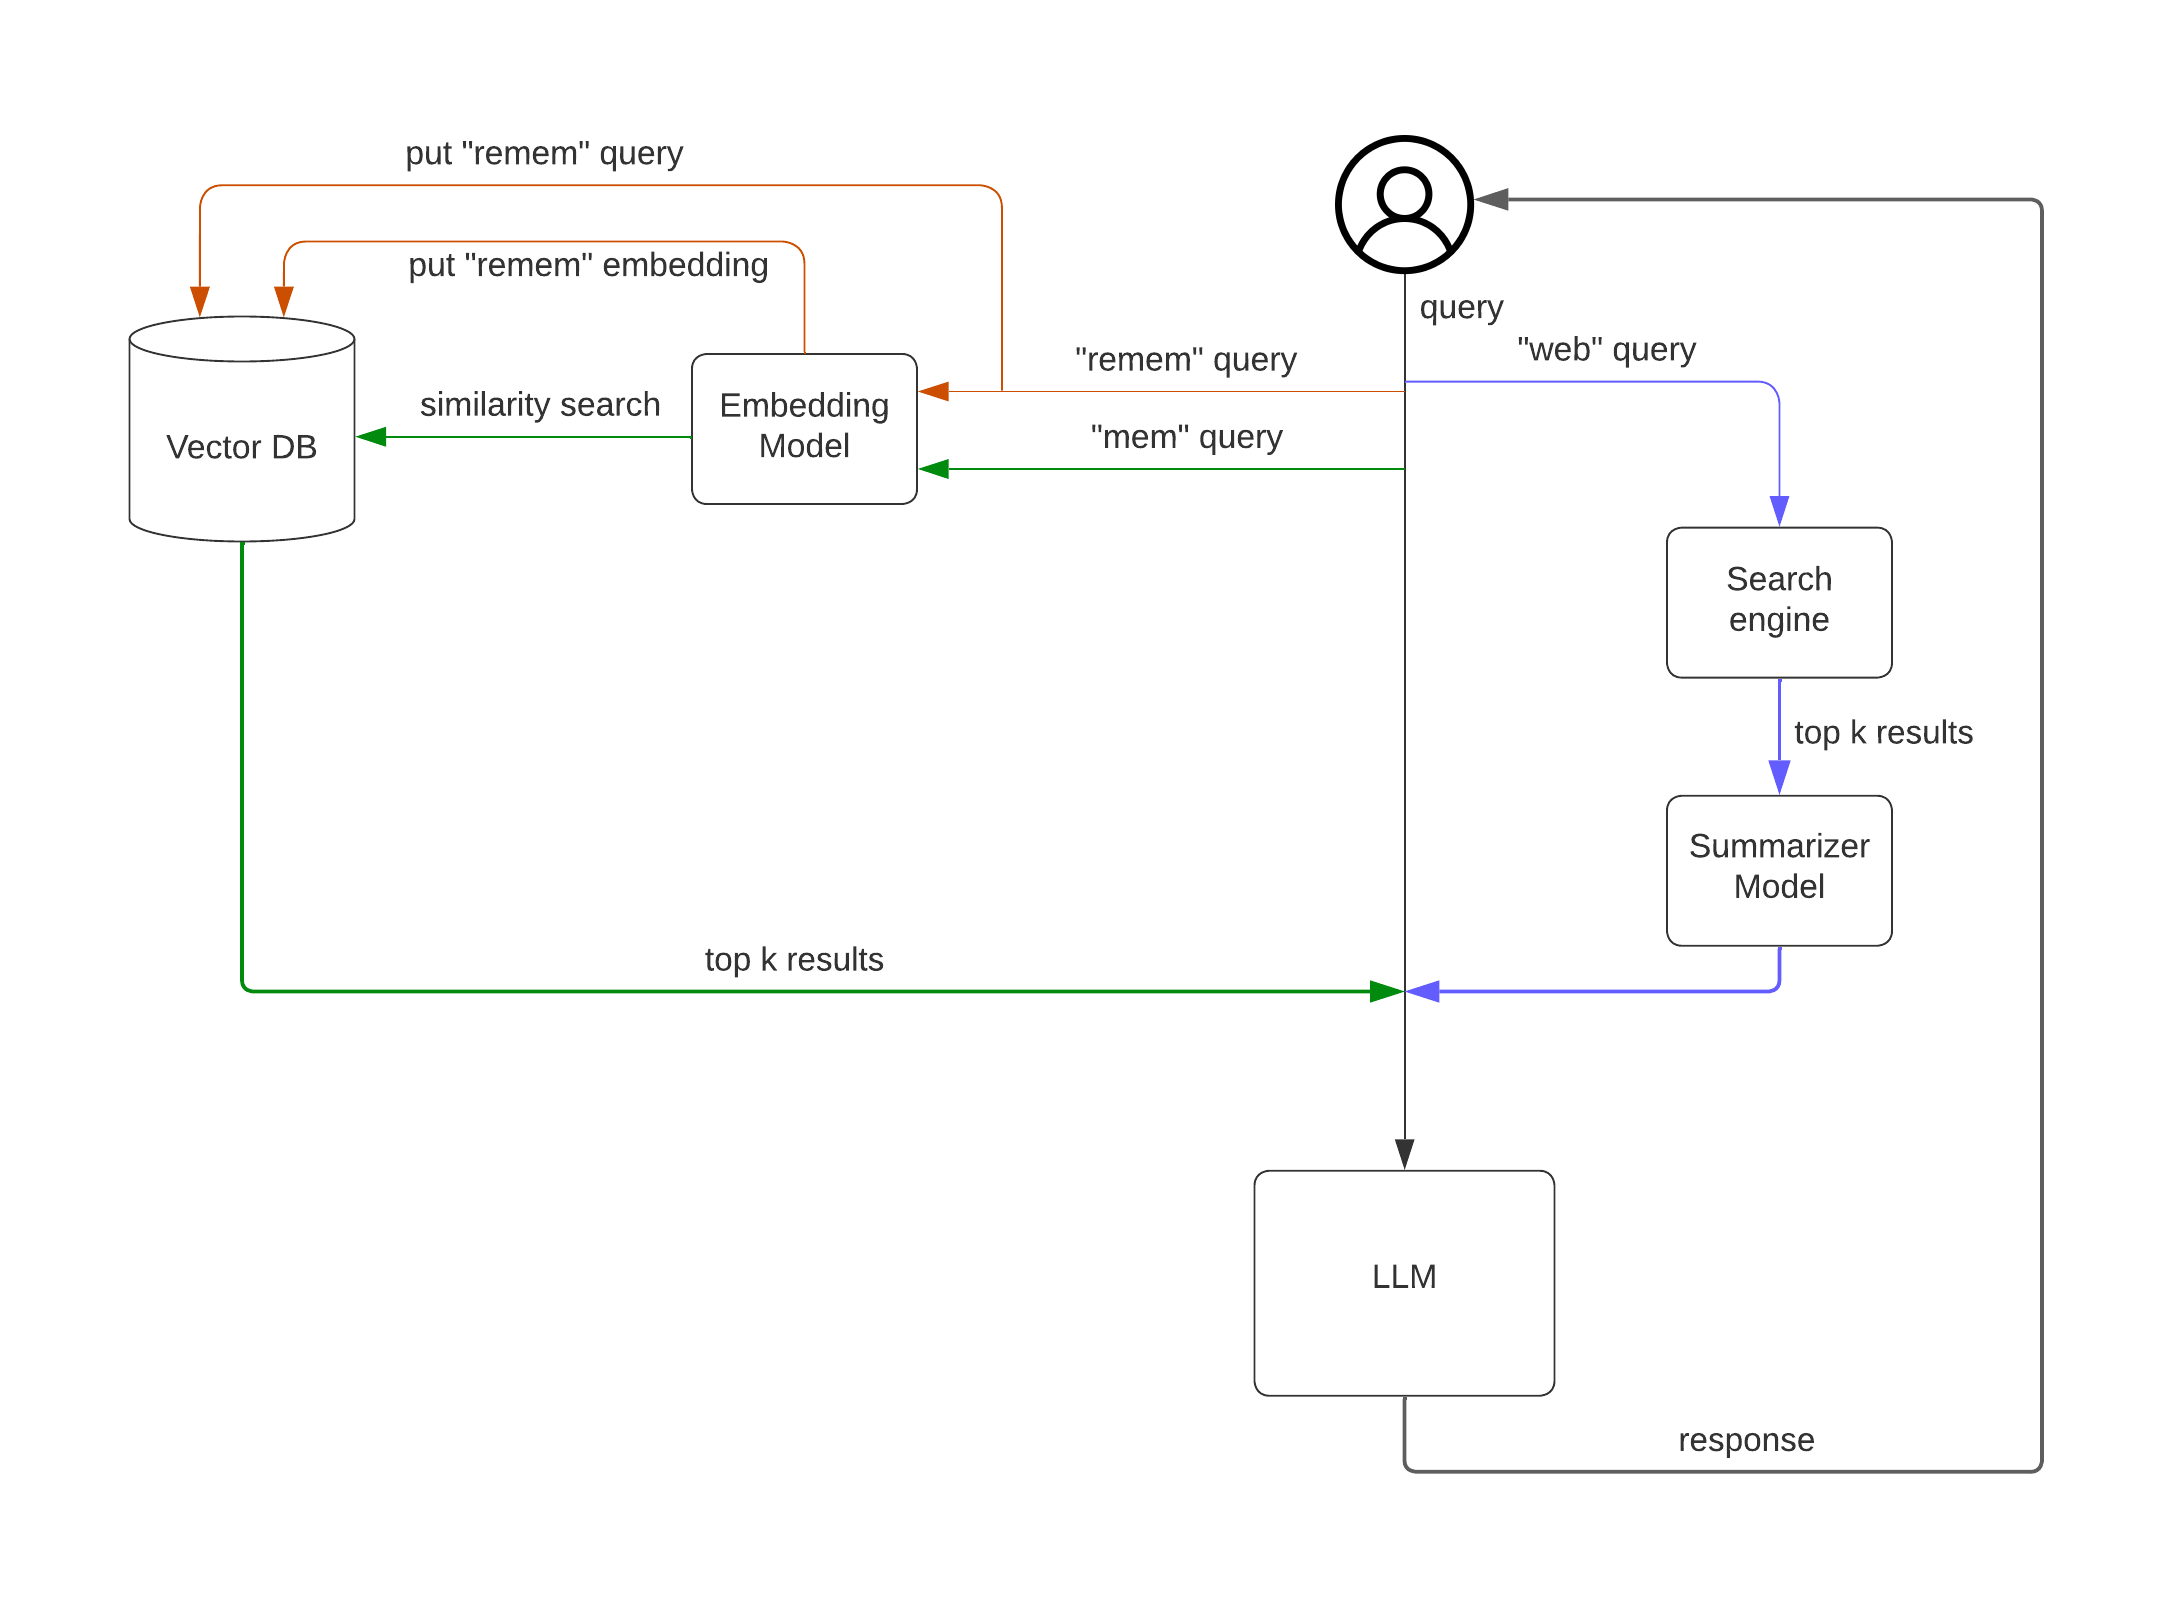 put "remem" query
put "remem" embedding
query
"web" query
"remem" query
similarity search
Embedding
Model
Vector DB
"mem" query
Search
engine
top k results
Summarizer
Model
top k results
LLM
response